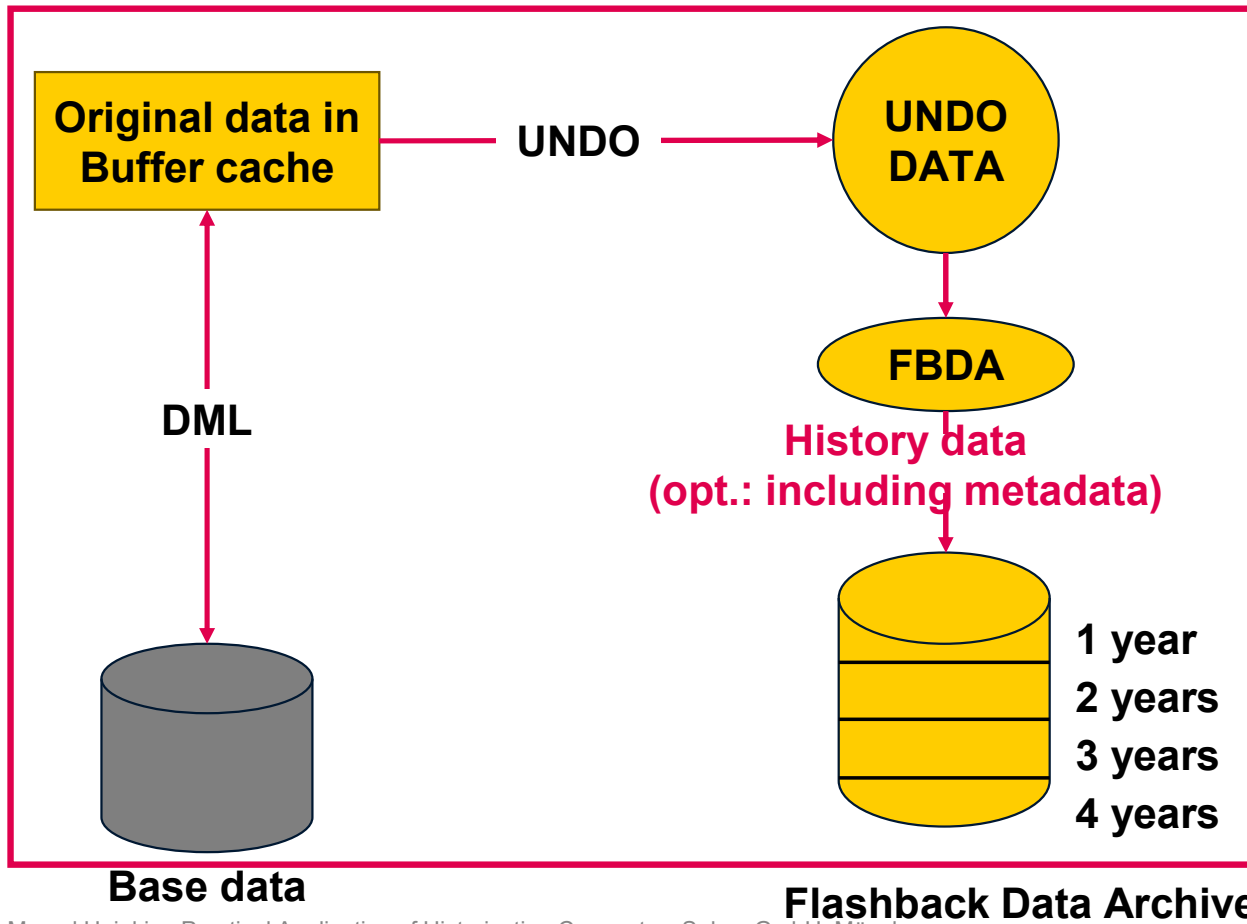 Original data in
Buffer cache
UNDO
UNDO
DATA
FBDA
DML
History data
(opt.: including metadata)
1 year
2 years
3 years
4 years
Base data
Flashback Data Archive